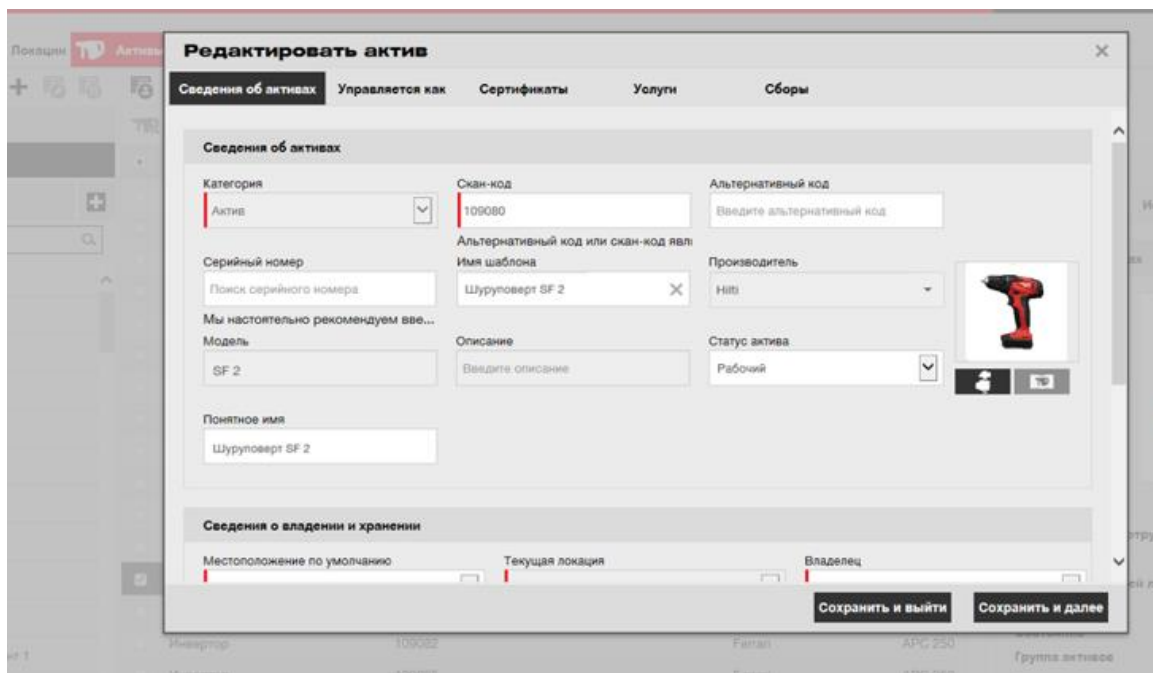 Локации
Активы
Редактировать актив
Сведения об активах Управляется как Сертификаты Услуги Сборы
Сведения об активах
Категория Скан-код Альтернативный код
Актив 109080 Введите альтернативный код
Альтернативный код или скан-код явл
Серийный номер Имя шаблона Производитель
Поиск серийного номера Шуруповерт SF 2 Hilti
Мы настоятельно рекомендуем вве...
Модель Описание Статус актива
SF 2 Введите описание Рабочий
Понятное имя
Шуруповерт SF 2
Сведения о владении и хранении
Местоположение по умолчанию Текущая локация Владелец
Сохранить и выйти Сохранить и далее
Инвертор 109082 Ferrari APC 250
Группа активов